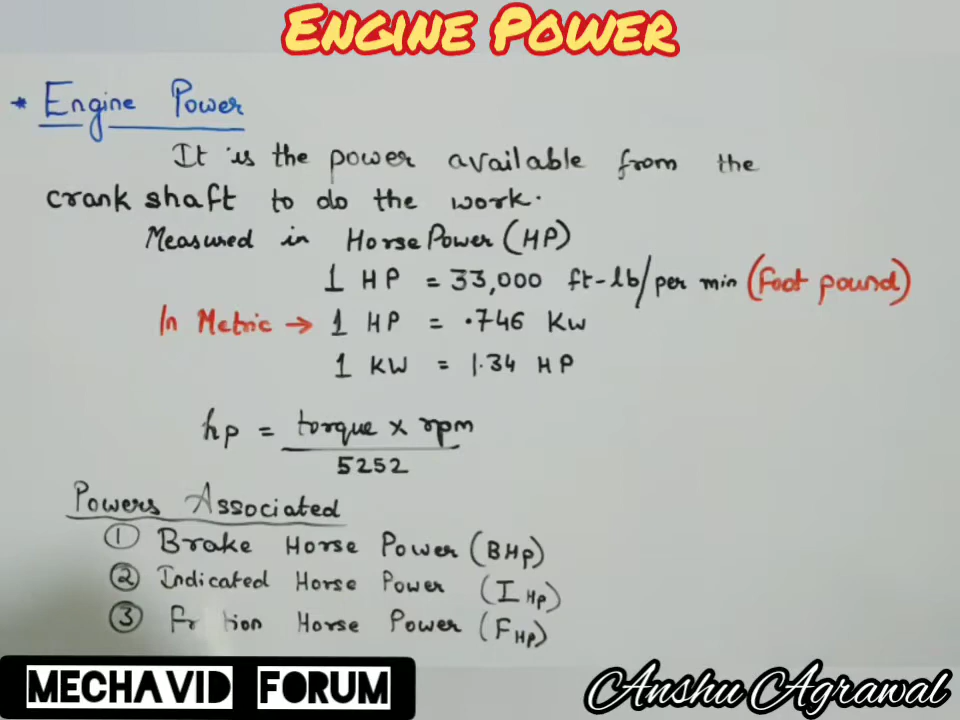 ENGINE POWER
* Engine Power
It is the power available from the
crank shaft to do the work.
Measured in Horse Power (HP)
1 HP = 33,000 ft-lb/per min (Foot pound)
In Metric → 1 HP = .746 Kw
1 KW = 1.34 HP
hp = torque x rpm
5252
Powers Associated
① Brake Horse Power (BHp)
② Indicated Horse Power (IHp)
③ Horse Power (FHp)
MECHAVID FORUM
Anshu Agrawal